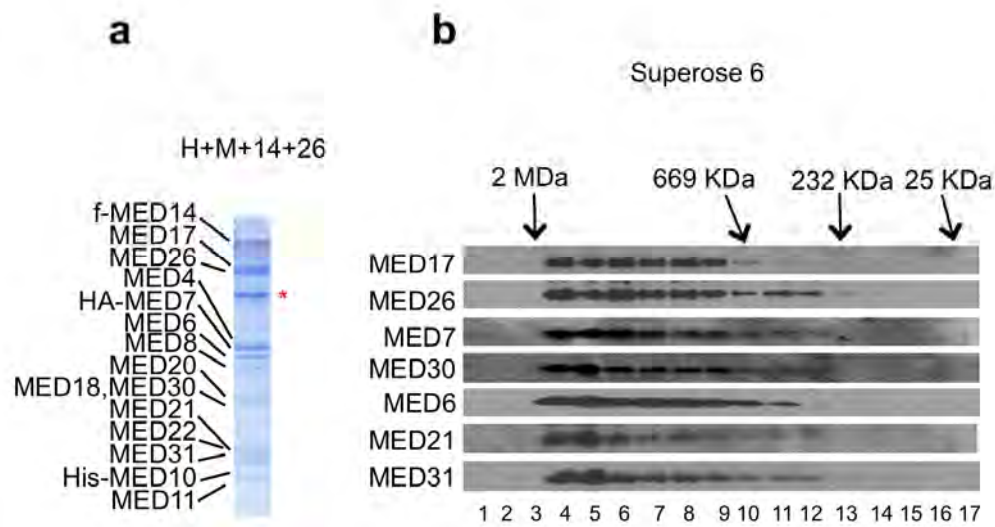 a
H+M+14+26
f-MED14
MED17
MED26
MED4
HA-MED7
MED6
MED8
MED20
MED18,MED30
MED21
MED22
MED31
His-MED10
MED11
*
b
Superose 6
2 MDa 669 KDa 232 KDa 25 KDa
MED17
MED26
MED7
MED30
MED6
MED21
MED31
1 2 3 4 5 6 7 8 9 10 11 12 13 14 15 16 17